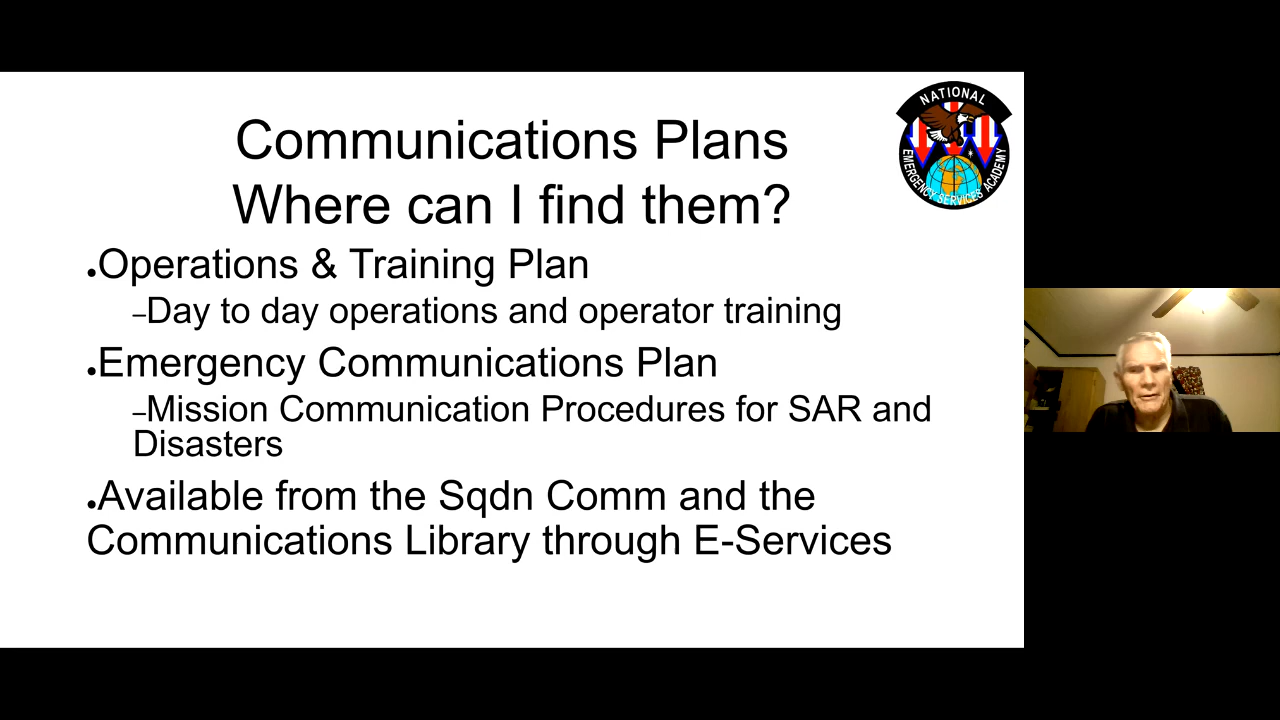 NATIONAL
EMERGENCY SERVICES ACADEMY
Communications Plans
Where can I find them?
•Operations & Training Plan
–Day to day operations and operator training
•Emergency Communications Plan
–Mission Communication Procedures for SAR and
Disasters
•Available from the Sqdn Comm and the
Communications Library through E-Services